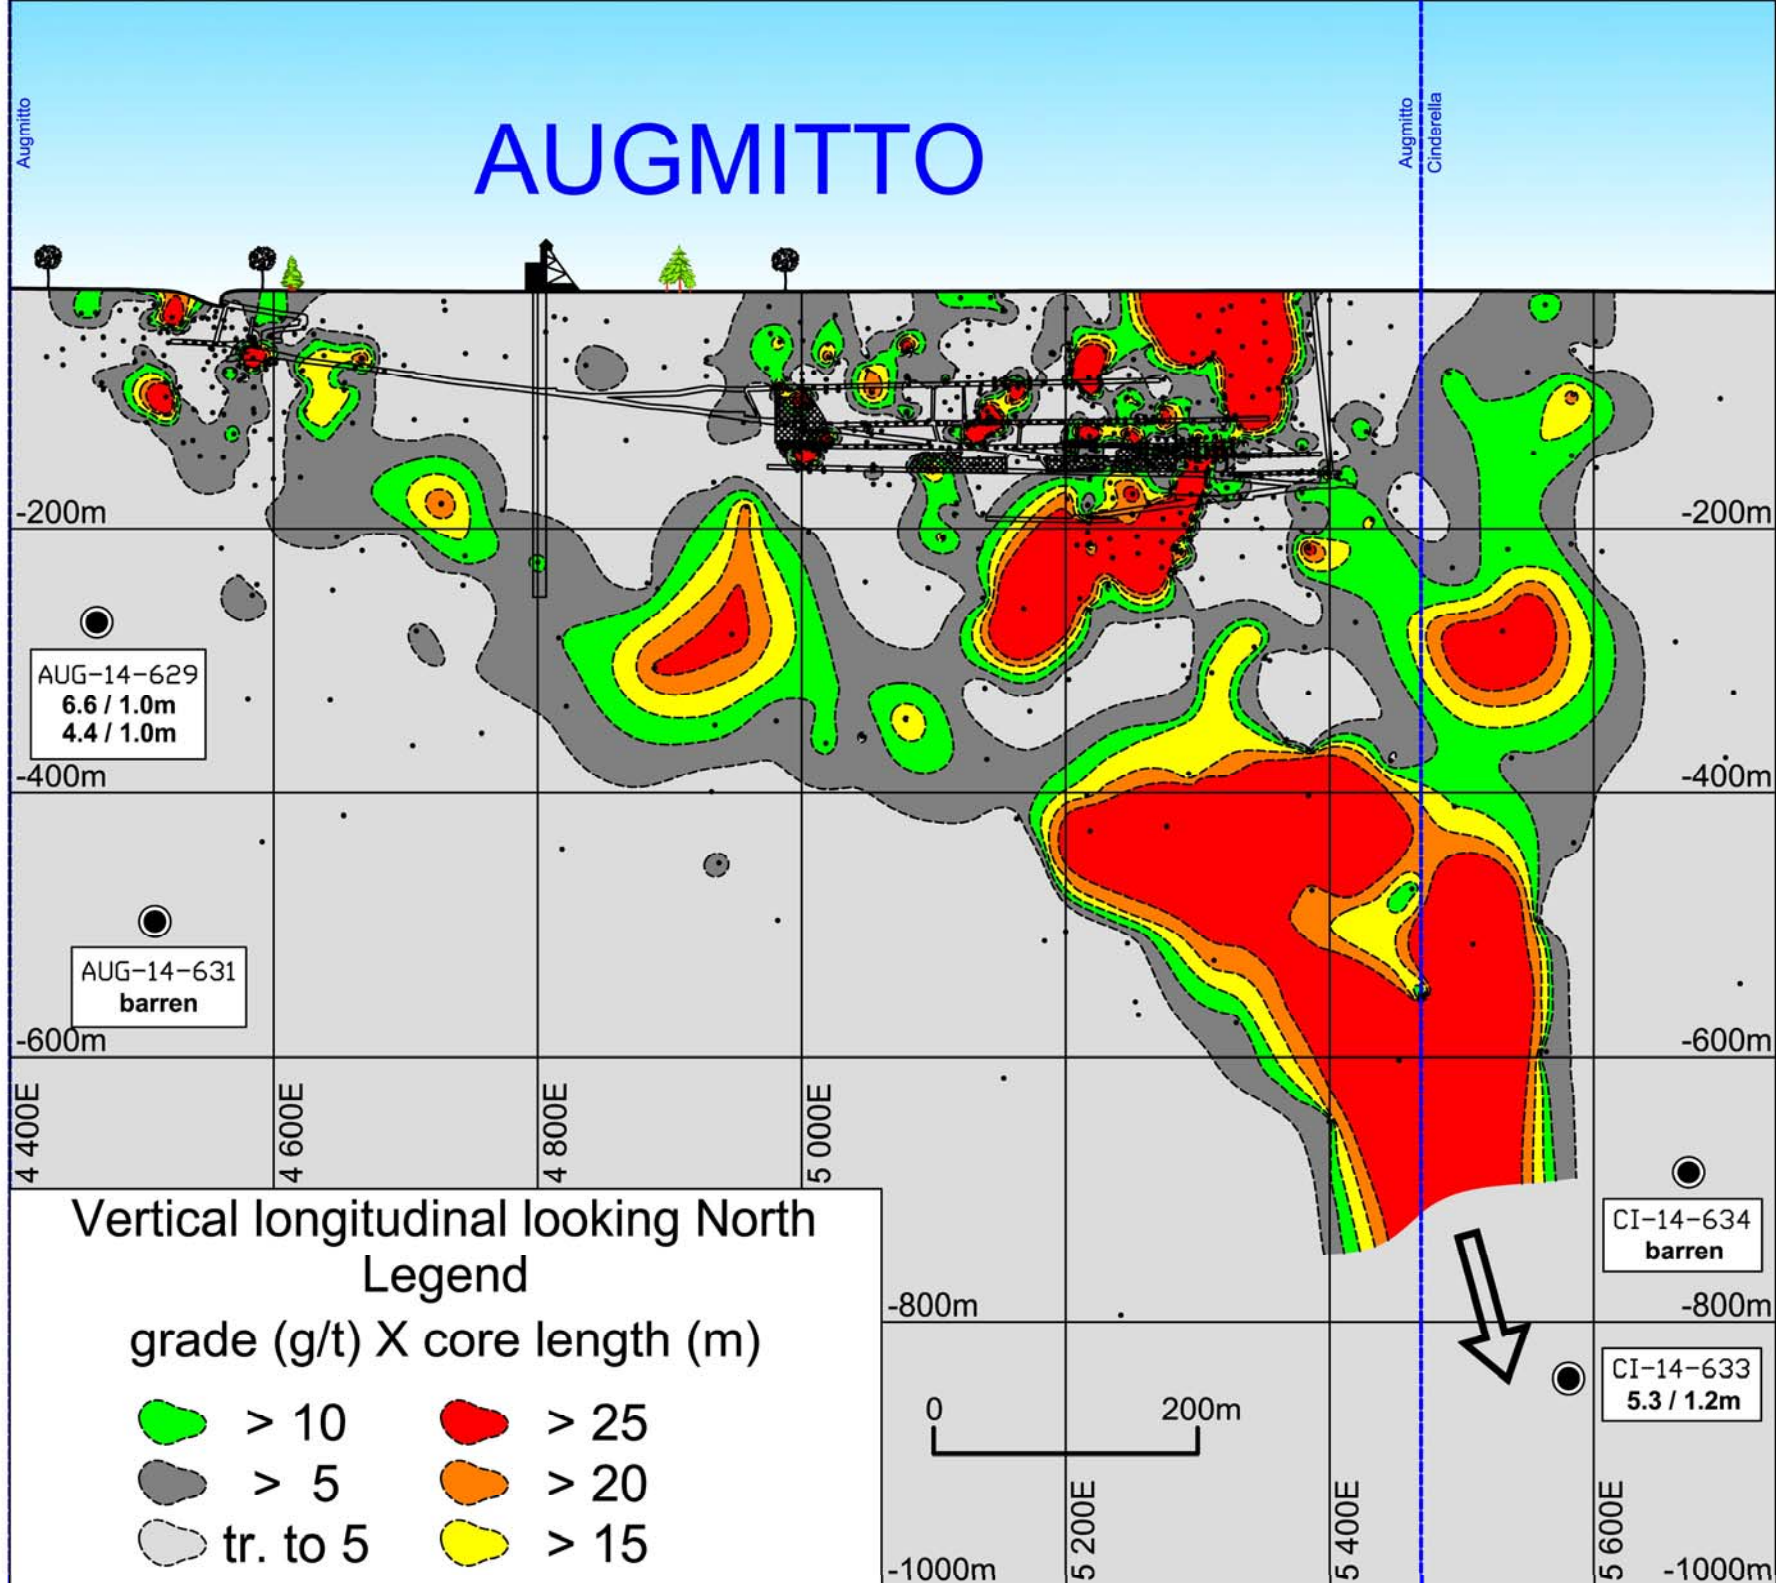 Augmitto
AUGMITTO
Augmitto
Cinderella
-200m
-200m
AUG-14-629
6.6 / 1.0m
4.4 / 1.0m
-400m
-400m
AUG-14-631
barren
-600m
-600m
4 400E
4 600E
4 800E
5 000E
CI-14-634
barren
-800m
-800m
CI-14-633
5.3 / 1.2m
0
200m
5 200E
5 400E
5 600E
-1000m
-1000m
Vertical longitudinal looking North
Legend
grade (g/t) X core length (m)
> 10
> 25
> 5
> 20
tr. to 5
> 15